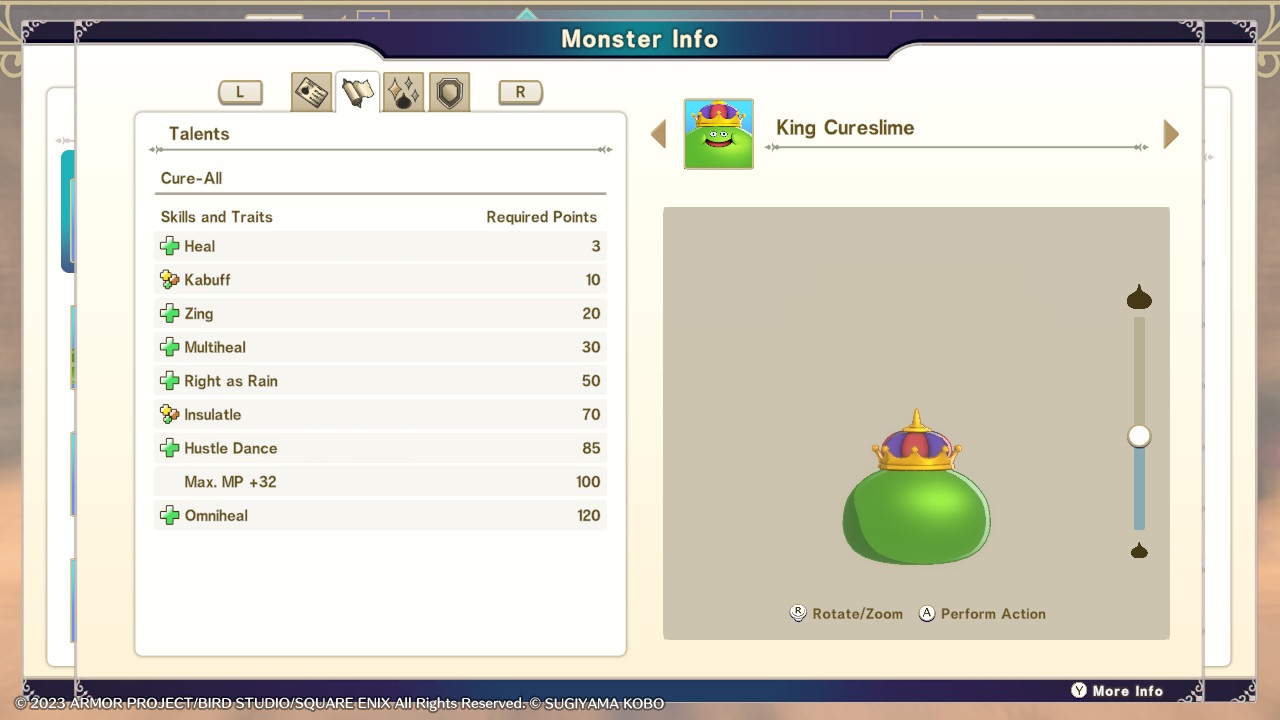 Monster Info
L
R
Talents
Cure-All
Skills and Traits Required Points
Heal 3
Kabuff 10
Zing 20
Multiheal 30
Right as Rain 50
Insulatle 70
Hustle Dance 85
Max. MP +32 100
Omniheal 120
King Cureslime
R Rotate/Zoom A Perform Action
Y More Info
© 2023 ARMOR PROJECT/BIRD STUDIO/SQUARE ENIX All Rights Reserved. © SUGIYAMA KOBO